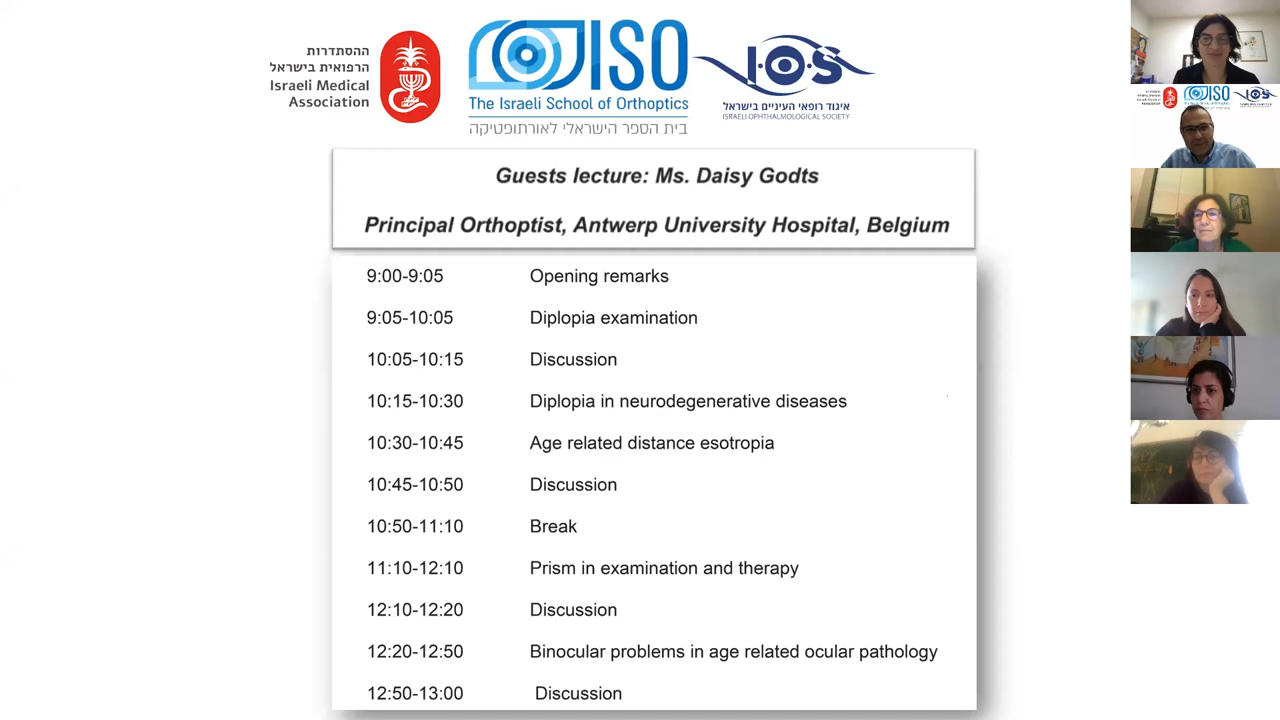 ההסתדרות
הרפואית בישראל
Israeli Medical
Association
ISO
The Israeli School of Orthoptics
בית הספר הישראלי לאורתופטיקה
I.O.S
איגוד רופאי העיניים בישראל
ISRAELI OPHTHALMOLOGICAL SOCIETY
Guests lecture: Ms. Daisy Godts
Principal Orthoptist, Antwerp University Hospital, Belgium
9:00-9:05 Opening remarks
9:05-10:05 Diplopia examination
10:05-10:15 Discussion
10:15-10:30 Diplopia in neurodegenerative diseases
10:30-10:45 Age related distance esotropia
10:45-10:50 Discussion
10:50-11:10 Break
11:10-12:10 Prism in examination and therapy
12:10-12:20 Discussion
12:20-12:50 Binocular problems in age related ocular pathology
12:50-13:00 Discussion
ISO
IOS